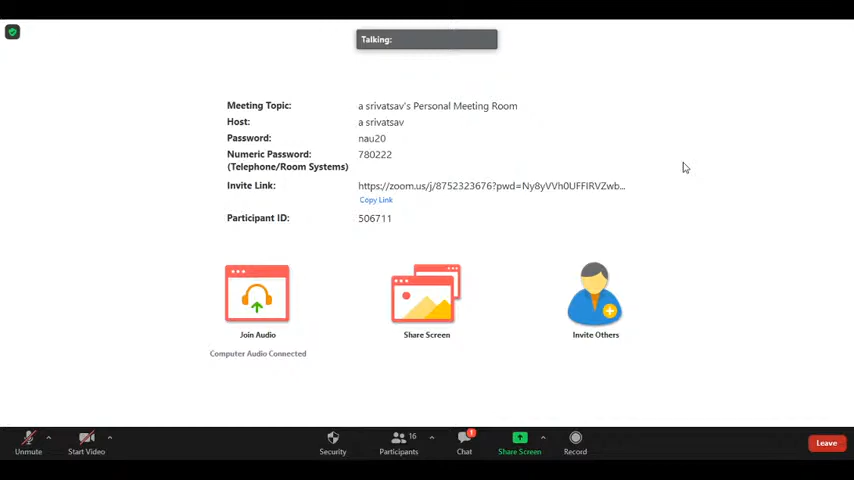 Talking:
Meeting Topic: a srivatsav's Personal Meeting Room
Host: a srivatsav
Password: nau20
Numeric Password: 780222
(Telephone/Room Systems)
Invite Link: https://zoom.us/j/8752323676?pwd=Ny8yVVh0UFFIRVZwb...
Copy Link
Participant ID: 506711
Join Audio Share Screen Invite Others
Computer Audio Connected
Unmute Start Video Security Participants 16 Chat 1 Share Screen Record Leave